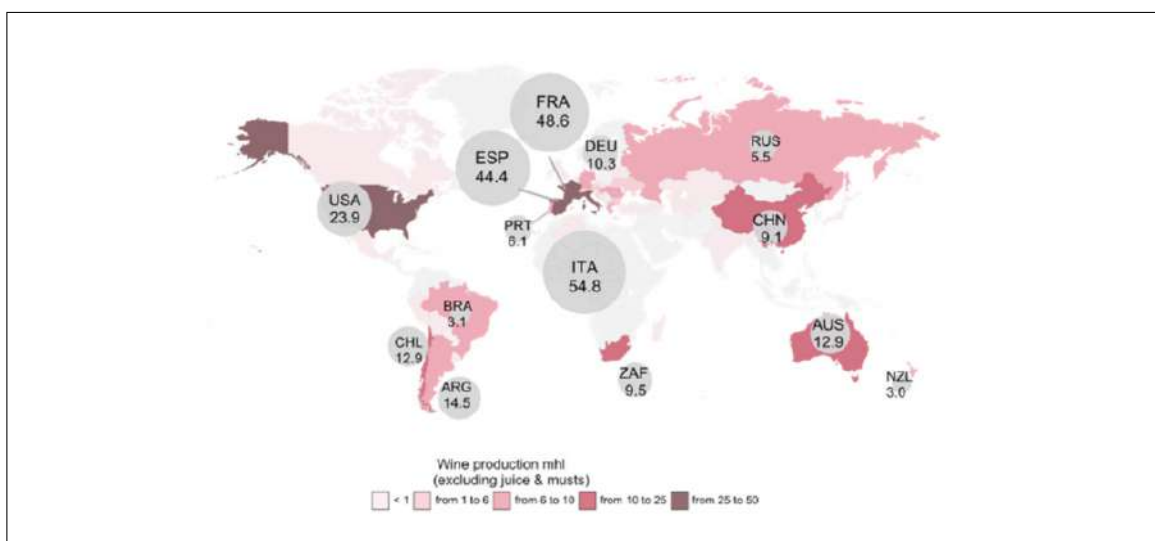 FRA
48.6
DEU
10.3
RUS
5.5
ESP
44.4
USA
23.9
PRT
6.1
CHN
9.1
ITA
54.8
BRA
3.1
AUS
12.9
CHL
12.9
ZAF
9.5
NZL
3.0
ARG
14.5
Wine production mhl
(excluding juice & musts)
< 1 from 1 to 6 from 6 to 10 from 10 to 25 from 25 to 50